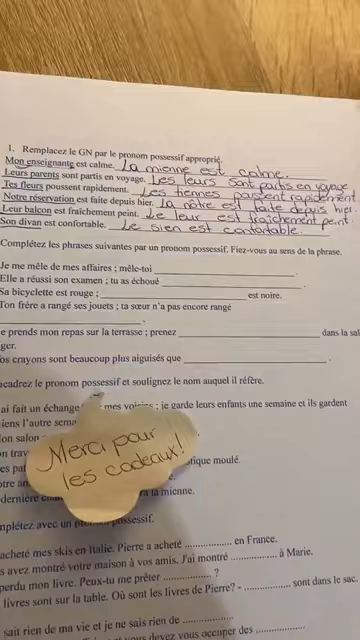 1. Remplacez le GN par le pronom possessif approprié.
Mon enseignante est calme. La mienne est calme.
Leurs parents sont partis en voyage. Les leurs sont partis en voyage
Tes fleurs poussent rapidement. Les tiennes rapidement.
Notre réservation est faite depuis hier. La nôtre est faite depuis hier.
Leur balcon est fraîchement peint. Le leur est fraîchement peint.
Son divan est confortable. Le sien est confortable.
Complétez les phrases suivantes par un pronom possessif. Fiez-vous au sens de la phrase.
Je me mêle de mes affaires ; mêle-toi
Elle a réussi son examen ; tu as échoué
Sa bicyclette est rouge ; est noire.
Ton frère a rangé ses jouets ; ta sœur n'a pas encore rangé
e prends mon repas sur la terrasse ; prenez dans la sal
ger.
os crayons sont beaucoup plus aiguisés que
cadrez le pronom possessif et soulignez le nom auquel il réfère.
ai fait un échange mes voisins ; je garde leurs enfants une semaine et ils gardent
iens l'autre sema
on salon
on trav
es pat tique moulé.
otre an
dernière la mienne.
Merci pour
les cadeaux!
mplétez avec un possessif.
acheté mes skis en Italie. Pierre a acheté en France.
s avez montré votre maison à vos amis. J'ai montré à Marie.
perdu mon livre. Peux-tu me prêter ?
livres sont sur la table. Où sont les livres de Pierre? - sont dans le sac.
sait rien de ma vie et je ne sais rien de
vous devez vous occuper des